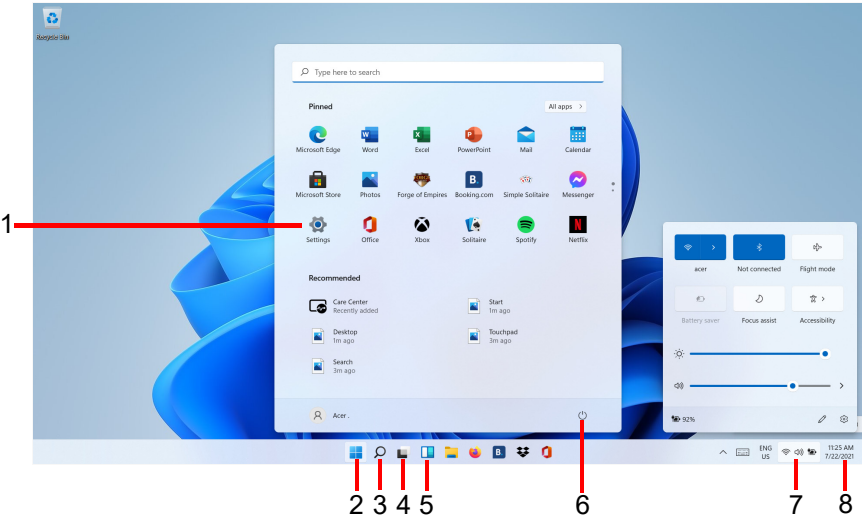 Recycle Bin
Type here to search
Pinned
All apps >
Microsoft Edge Word Excel PowerPoint Mail Calendar
Microsoft Store Photos Forge of Empires Booking.com Simple Solitaire Messenger
Settings Office Xbox Solitaire Spotify Netflix
1
Recommended
Care Center
Recently added
Start
1m ago
Desktop
1m ago
Touchpad
3m ago
Search
3m ago
Acer .
acer Not connected Flight mode
Battery saver Focus assist Accessibility
92%
B.
ENG
US
11:25 AM
7/22/2021
2 3 4 5 6 7 8